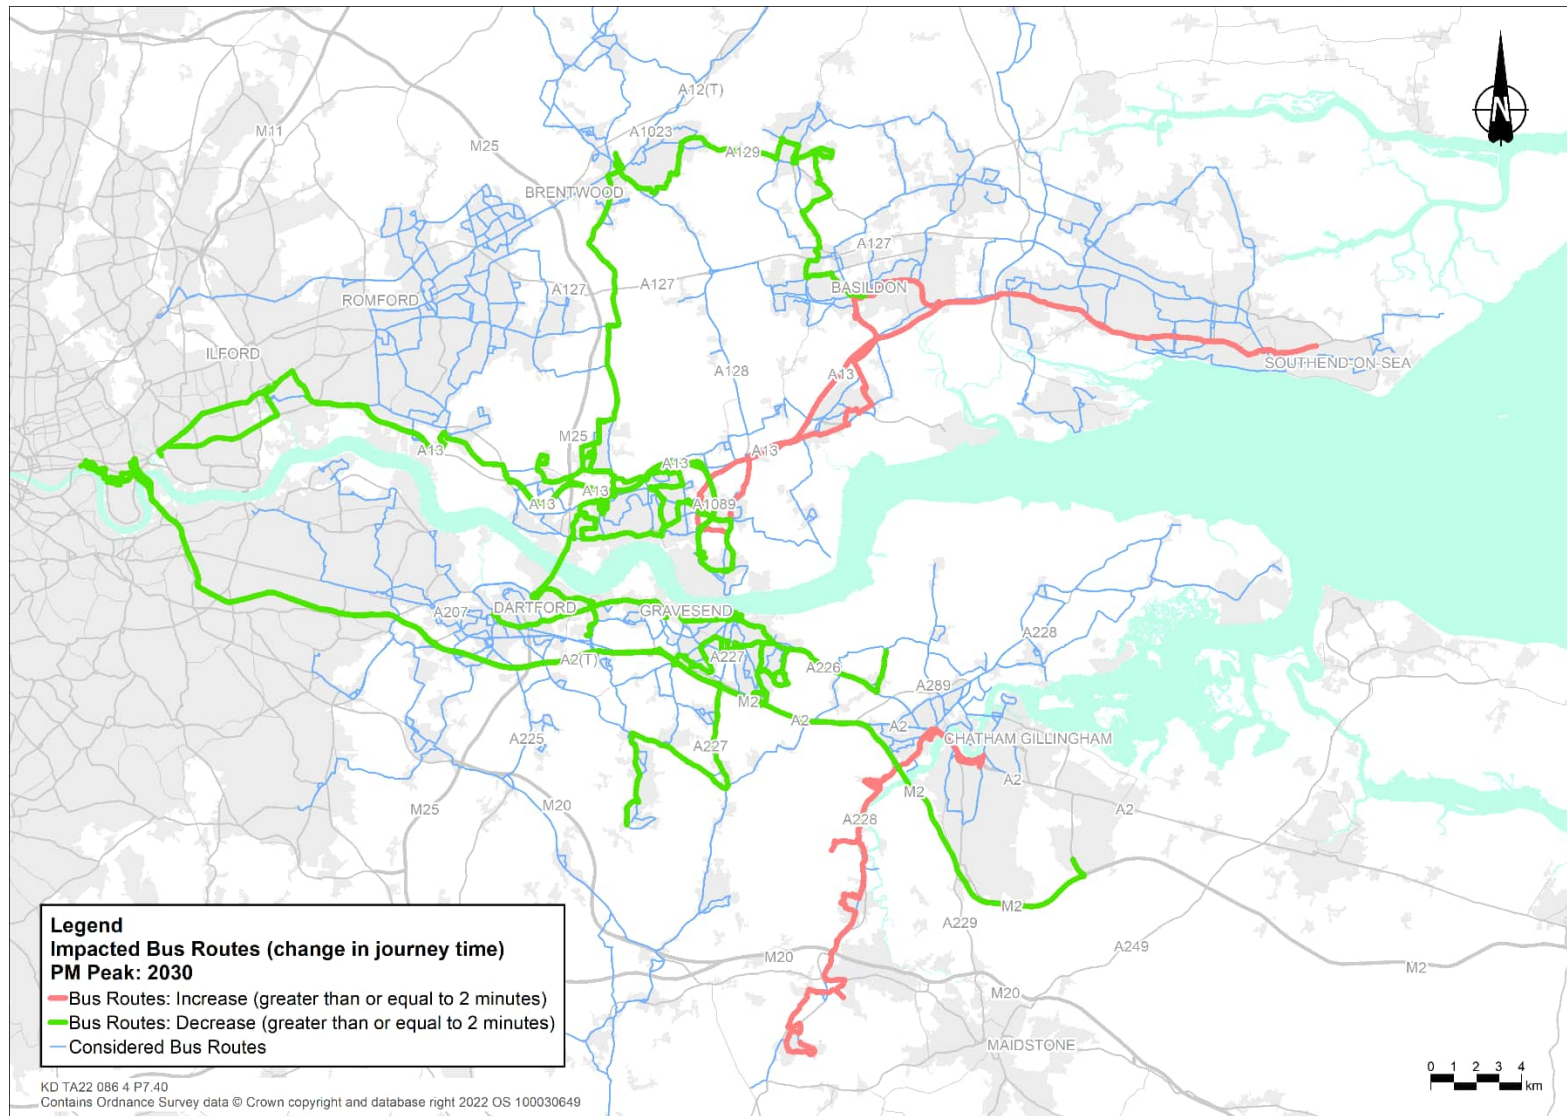 A12(T)
M11
A1023
M25
A129
BRENTWOOD
A127
A127
A127
BASILDON
ROMFORD
ILFORD
A128
A13
SOUTHEND-ON-SEA
M25
A13
A13
A13
A13
A13
A1089
DARTFORD
GRAVESEND
A207
A228
A2(T)
A227
A226
A289
M2
A2
A2
A225
A227
CHATHAM GILLINGHAM
A2
A2
M2
M25
M20
A228
M2
A229
A249
M20
M2
M20
MAIDSTONE
N
Legend
Impacted Bus Routes (change in journey time)
PM Peak: 2030
Bus Routes: Increase (greater than or equal to 2 minutes)
Bus Routes: Decrease (greater than or equal to 2 minutes)
Considered Bus Routes
0 1 2 3 4
km
KD TA22 086 4 P7.40
Contains Ordnance Survey data © Crown copyright and database right 2022 OS 100030649